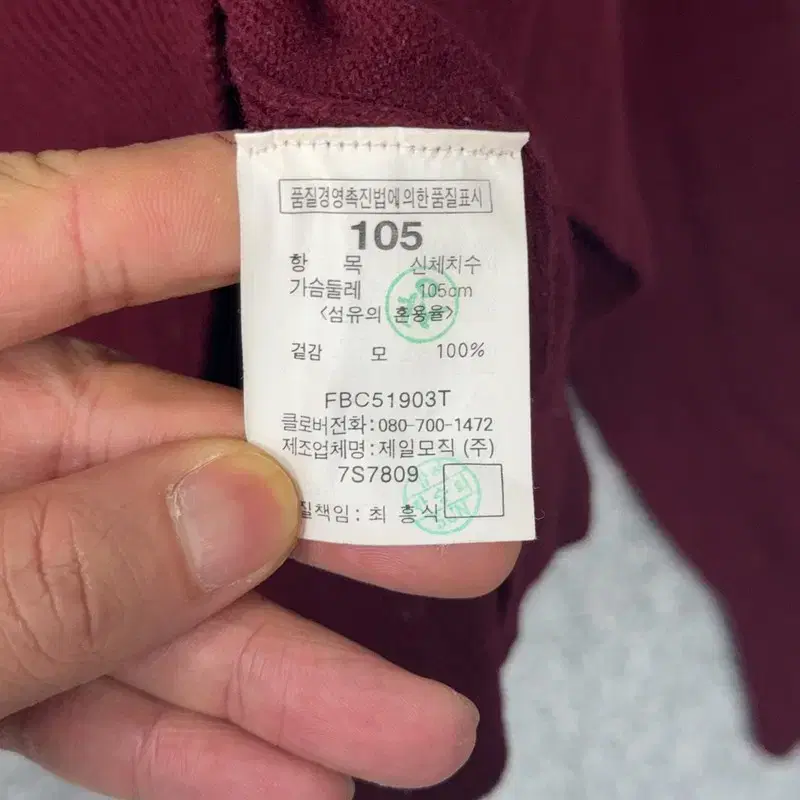 품질경영촉진법에의한품질표시
105
항 목 신체치수
가슴둘레 105cm
<섬유의 혼용율>
겉감 모 100%
FBC51903T
클로버전화:080-700-1472
제조업체명:제일모직(주)
7S7809
질책임:최 흥식